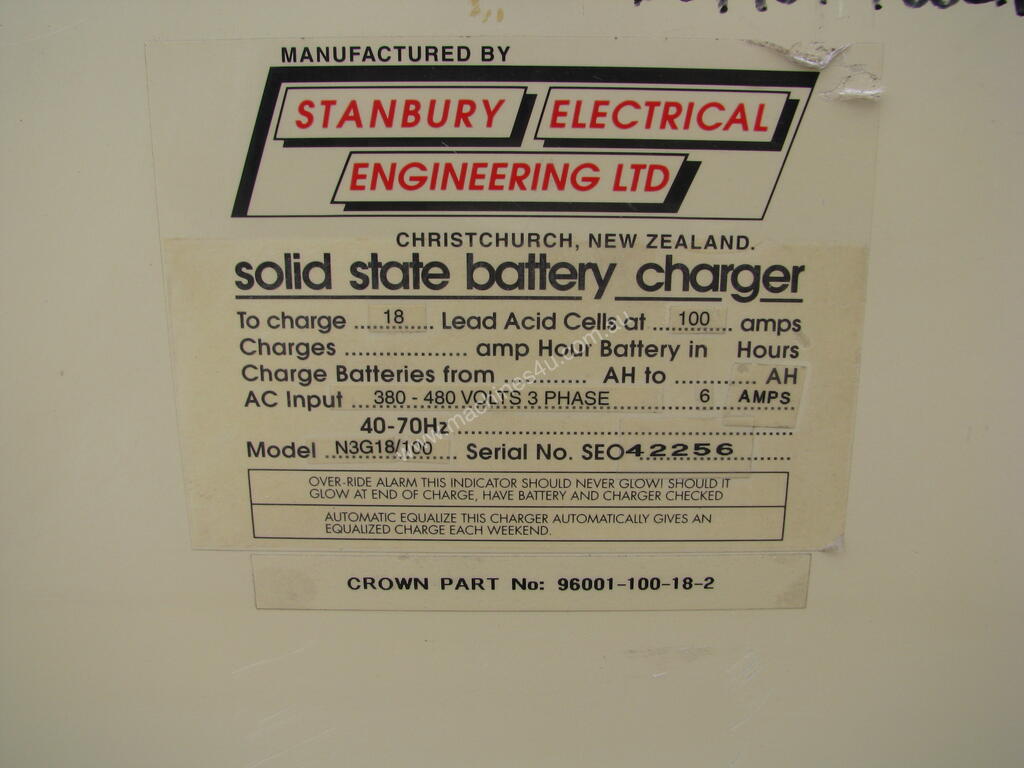 MANUFACTURED BY
STANBURY ELECTRICAL
ENGINEERING LTD
CHRISTCHURCH, NEW ZEALAND.
solid state battery charger
To charge ......18...... Lead Acid Cells at ...100... amps
Charges .................. amp Hour Battery in Hours
Charge Batteries from ............. AH to ............ AH
AC Input ...380 - 480 VOLTS 3 PHASE 6 AMPS
40-70Hz
Model ...N3G18/100.... Serial No. SEO42256
OVER-RIDE ALARM THIS INDICATOR SHOULD NEVER GLOW! SHOULD IT
GLOW AT END OF CHARGE, HAVE BATTERY AND CHARGER CHECKED
AUTOMATIC EQUALIZE THIS CHARGER AUTOMATICALLY GIVES AN
EQUALIZED CHARGE EACH WEEKEND.
CROWN PART No: 96001-100-18-2
www.machines4u.com.au